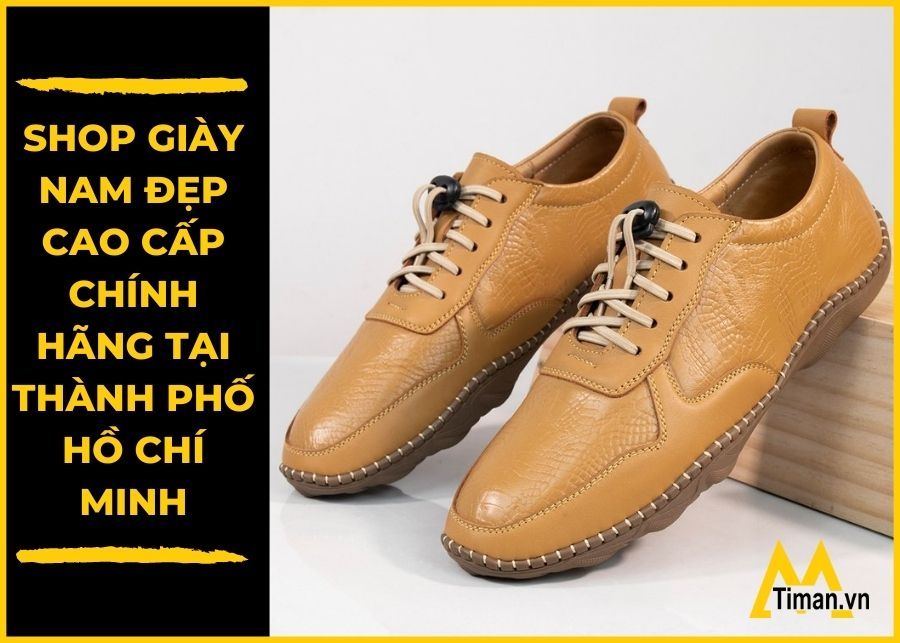 SHOP GIÀY
NAM ĐẸP
CAO CẤP
CHÍNH
HÃNG TẠI
THÀNH PHỐ
HỒ CHÍ
MINH
Timan.vn